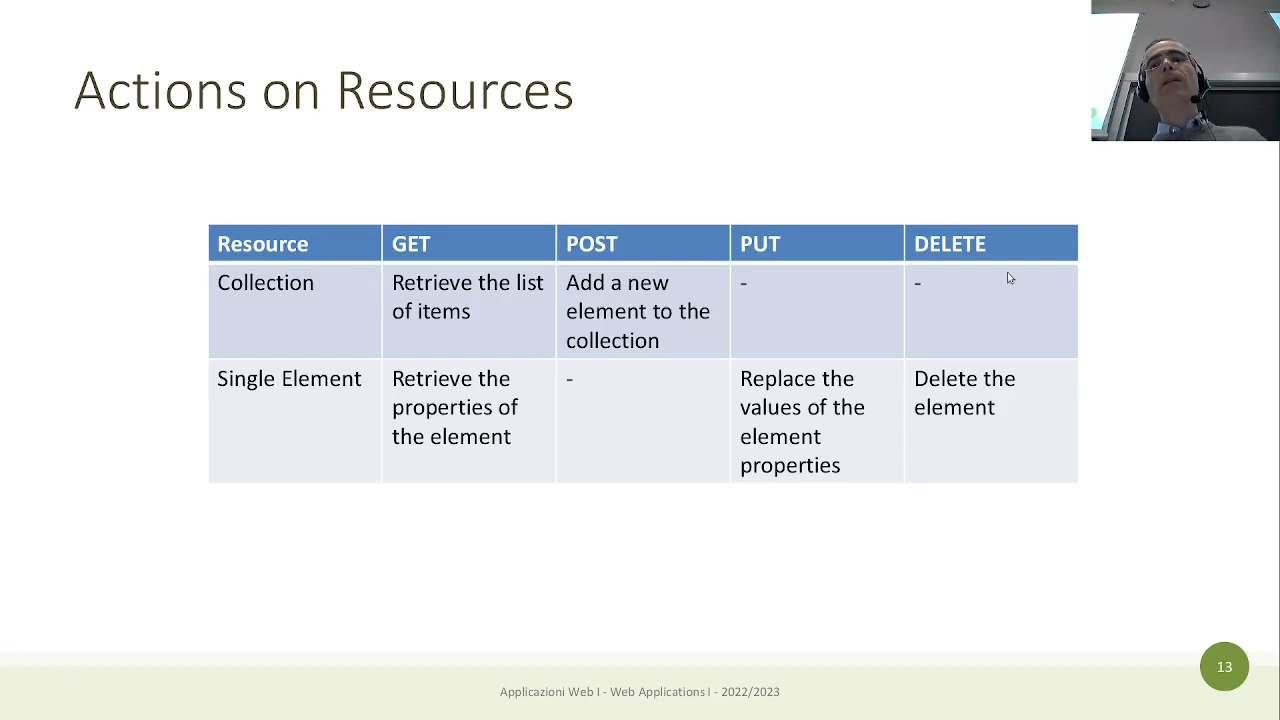 Actions on Resources
Resource GET POST PUT DELETE
Collection Retrieve the list Add a new - -
of items element to the
collection
Single Element Retrieve the - Replace the Delete the
properties of values of the element
the element element
properties
13
Applicazioni Web I - Web Applications I - 2022/2023